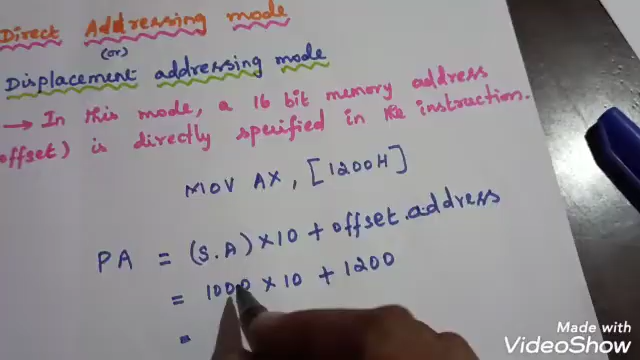 Direct Addressing mode
(or)
Displacement addressing mode
→ In this mode, a 16 bit memory address
offset) is directly specified in the instruction.
MOV AX, [1200H]
PA = (S.A) × 10 + offset address
= 1000 × 10 + 1200
=
Made with
VideoShow